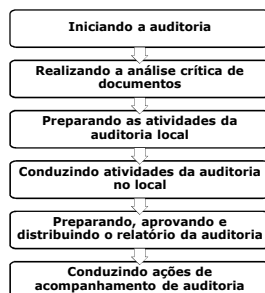 Iniciando a auditoria
Realizando a análise crítica de
documentos
Preparando as atividades da
auditoria local
Conduzindo atividades da auditoria
no local
Preparando, aprovando e
distribuindo o relatório da auditoria
Conduzindo ações de
acompanhamento de auditoria